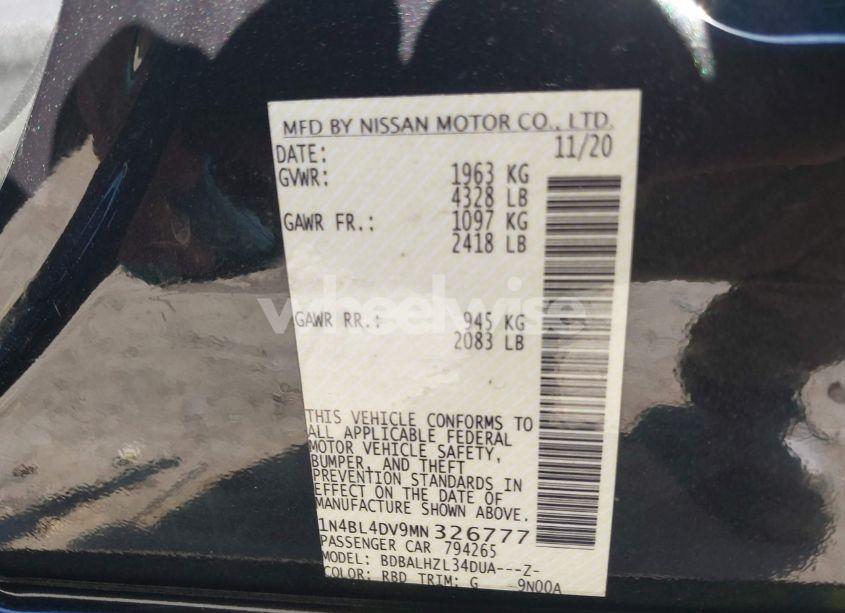 MFD BY NISSAN MOTOR CO., LTD.
DATE: 11/20
GVWR: 1963 KG
4328 LB
GAWR FR.: 1097 KG
2418 LB
wheelwise
GAWR RR.: 945 KG
2083 LB
THIS VEHICLE CONFORMS TO
ALL APPLICABLE FEDERAL
MOTOR VEHICLE SAFETY,
BUMPER, AND THEFT
PREVENTION STANDARDS IN
EFFECT ON THE DATE OF
MANUFACTURE SHOWN ABOVE.
1N4BL4DV9MN326777
PASSENGER CAR 794265
MODEL: BDBALHZL34DUA---Z-
COLOR: RBD TRIM: G 9N00A